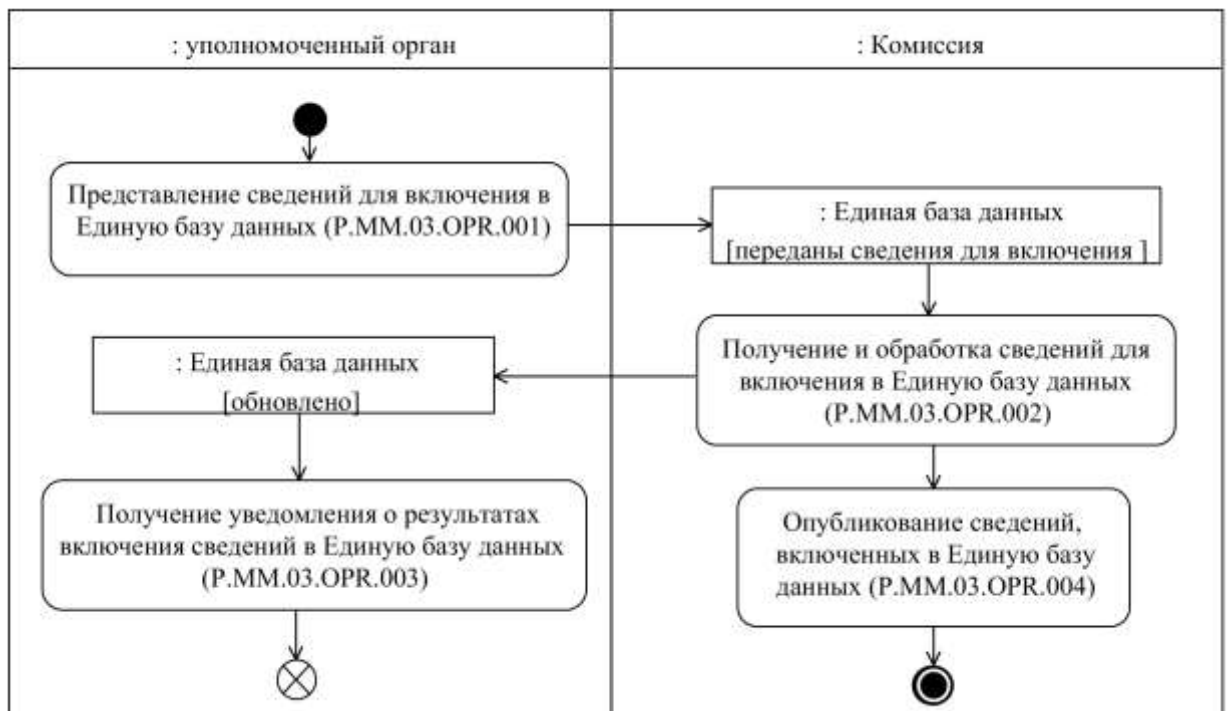 : уполномоченный орган
: Комиссия
Представление сведений для включения в
Единую базу данных (P.MM.03.OPR.001)
: Единая база данных
[переданы сведения для включения ]
Получение и обработка сведений для
включения в Единую базу данных
(P.MM.03.OPR.002)
: Единая база данных
[обновлено]
Получение уведомления о результатах
включения сведений в Единую базу данных
(P.MM.03.OPR.003)
Опубликование сведений,
включенных в Единую базу
данных (P.MM.03.OPR.004)